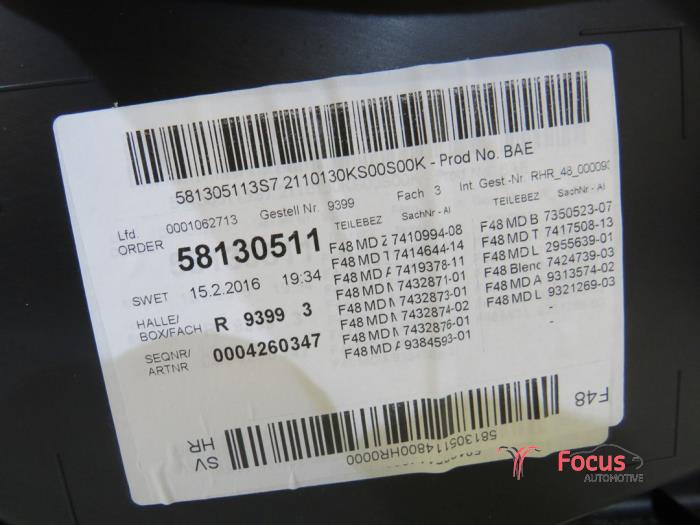 581305113S7 2110130KS00S00K - Prod No. BAE
Lfd. 0001062713 Gestell Nr. 9399 Fach 3 Int. Gest.-Nr.
ORDER 58130511
SWET 15.2.2016 19:34
HALLE/
BOX/FACH R 9399 3
SEQNR/
ARTNR 0004260347
TEILEBEZ SachNr - AI
F48 MD Z 7410994-08
F48 MD T 7414644-14
F48 MD A 7419378-11
F48 MD 7432871-01
F48 MD 7432873-01
F48 MD 7432874-02
F48 MD 7432876-01
F48 MD A 9384593-01
TEILEBEZ SachNr - AI
F48 MD B 7350523-07
F48 MD T 7417508-13
F48 MD L 2955639-01
F48 Blend 7424739-03
F48 MD A 9313574-02
F48 MD L 9321269-03
-
-
F48
SV
HR
581305114800HR0000
Focus
AUTOMOTIVE